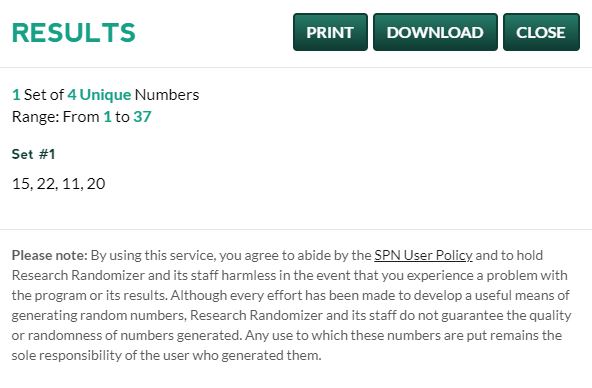 RESULTS
PRINT
DOWNLOAD
CLOSE
1 Set of 4 Unique Numbers
Range: From 1 to 37
Set #1
15, 22, 11, 20
Please note: By using this service, you agree to abide by the SPN User Policy and to hold
Research Randomizer and its staff harmless in the event that you experience a problem with
the program or its results. Although every effort has been made to develop a useful means of
generating random numbers, Research Randomizer and its staff do not guarantee the quality
or randomness of numbers generated. Any use to which these numbers are put remains the
sole responsibility of the user who generated them.